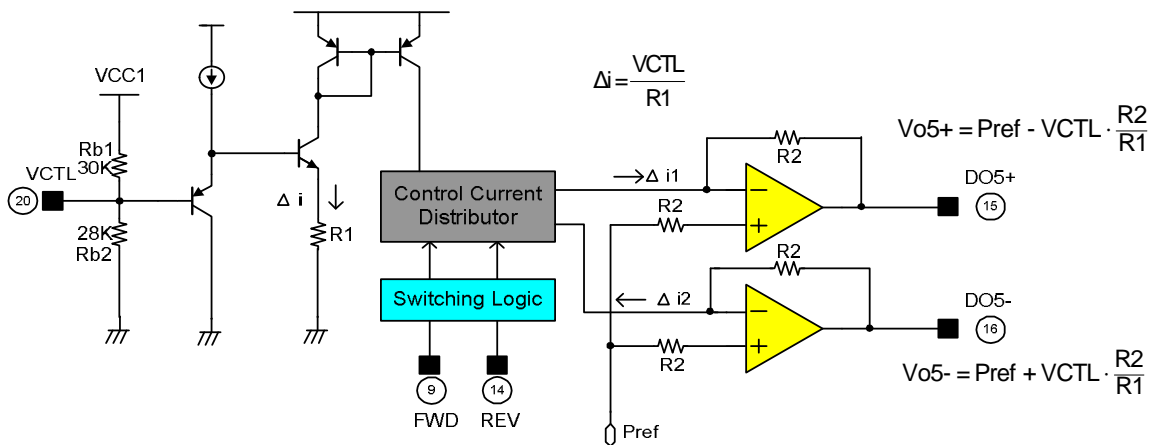 VCC1
Rb1
30K
VCTL
20
28K
Rb2
Δ i
R1
Δi = VCTL / R1
Vo5+ = Pref - VCTL · R2 / R1
Control Current
Distributor
Δ i1
R2
R2
DO5+
15
Switching Logic
Δ i2
R2
R2
DO5-
16
9
14
FWD
REV
Vo5- = Pref + VCTL · R2 / R1
Pref